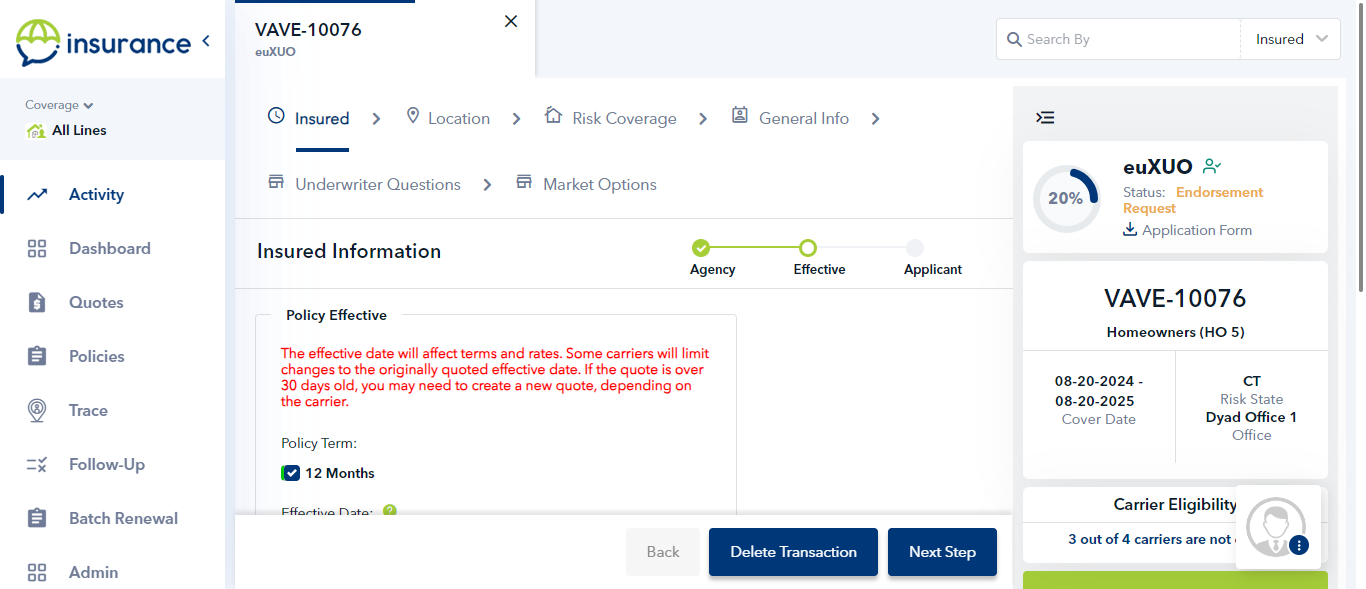 insurance
Coverage
All Lines
Activity
Dashboard
Quotes
Policies
Trace
Follow-Up
Batch Renewal
Admin
VAVE-10076
euXUO
Search By
Insured
Insured
Location
Risk Coverage
General Info
Underwriter Questions
Market Options
Insured Information
Agency
Effective
Applicant
Policy Effective
The effective date will affect terms and rates. Some carriers will limit
changes to the originally quoted effective date. If the quote is over
30 days old, you may need to create a new quote, depending on
the carrier.
Policy Term:
12 Months
Effective Date: ?
Back
Delete Transaction
Next Step
20%
euXUO
Status: Endorsement
Request
Application Form
VAVE-10076
Homeowners (HO 5)
08-20-2024 -
08-20-2025
Cover Date
CT
Risk State
Dyad Office 1
Office
Carrier Eligibility
3 out of 4 carriers are not